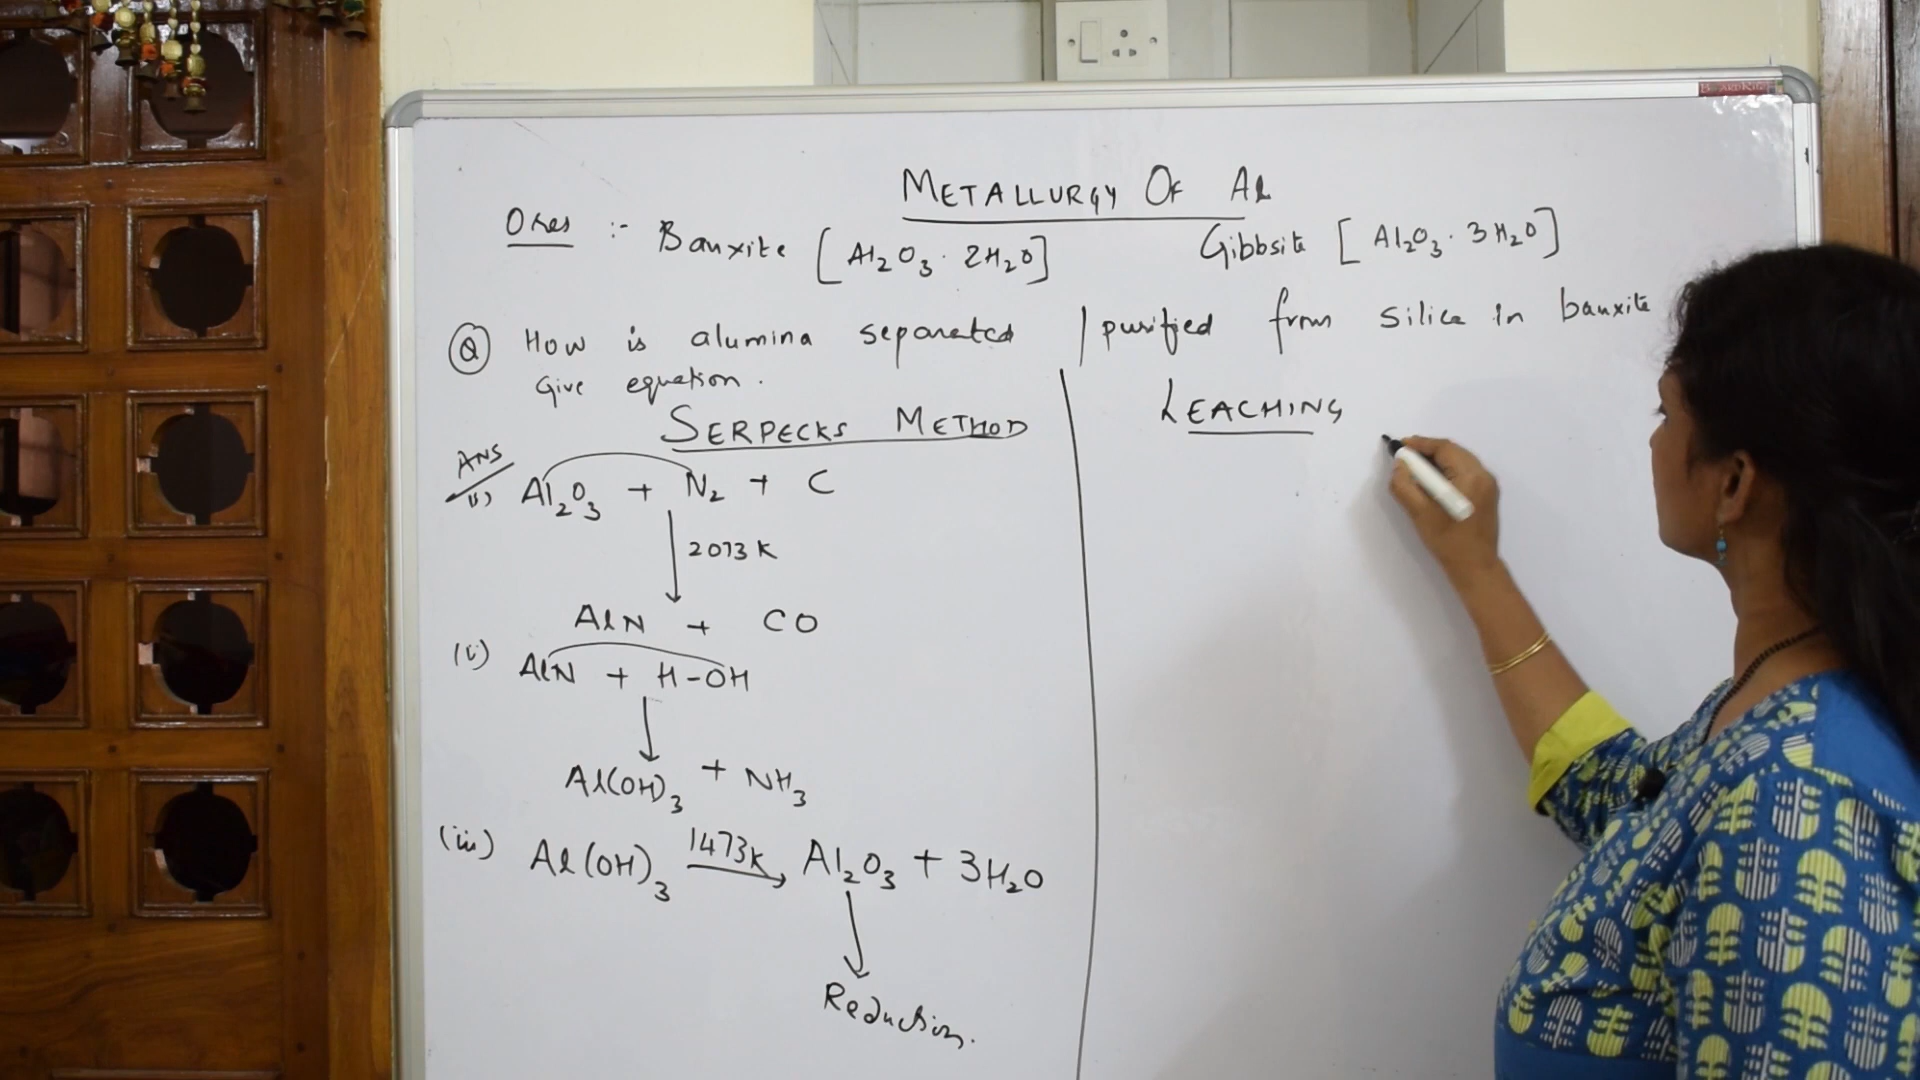 METALLURGY OF Al
Ores :- Bauxite [Al2O3 · 2H2O] Gibbsite [Al2O3 · 3H2O]
Q How is alumina separated / purified from silica in bauxite
Give equation.
SERPECKS METHOD
ANS
(i) Al2O3 + N2 + C
2073 K
AlN + CO
(ii) AlN + H-OH
Al(OH)3 + NH3
(iii) Al(OH)3 1473K → Al2O3 + 3H2O
Reduction.
LEACHING